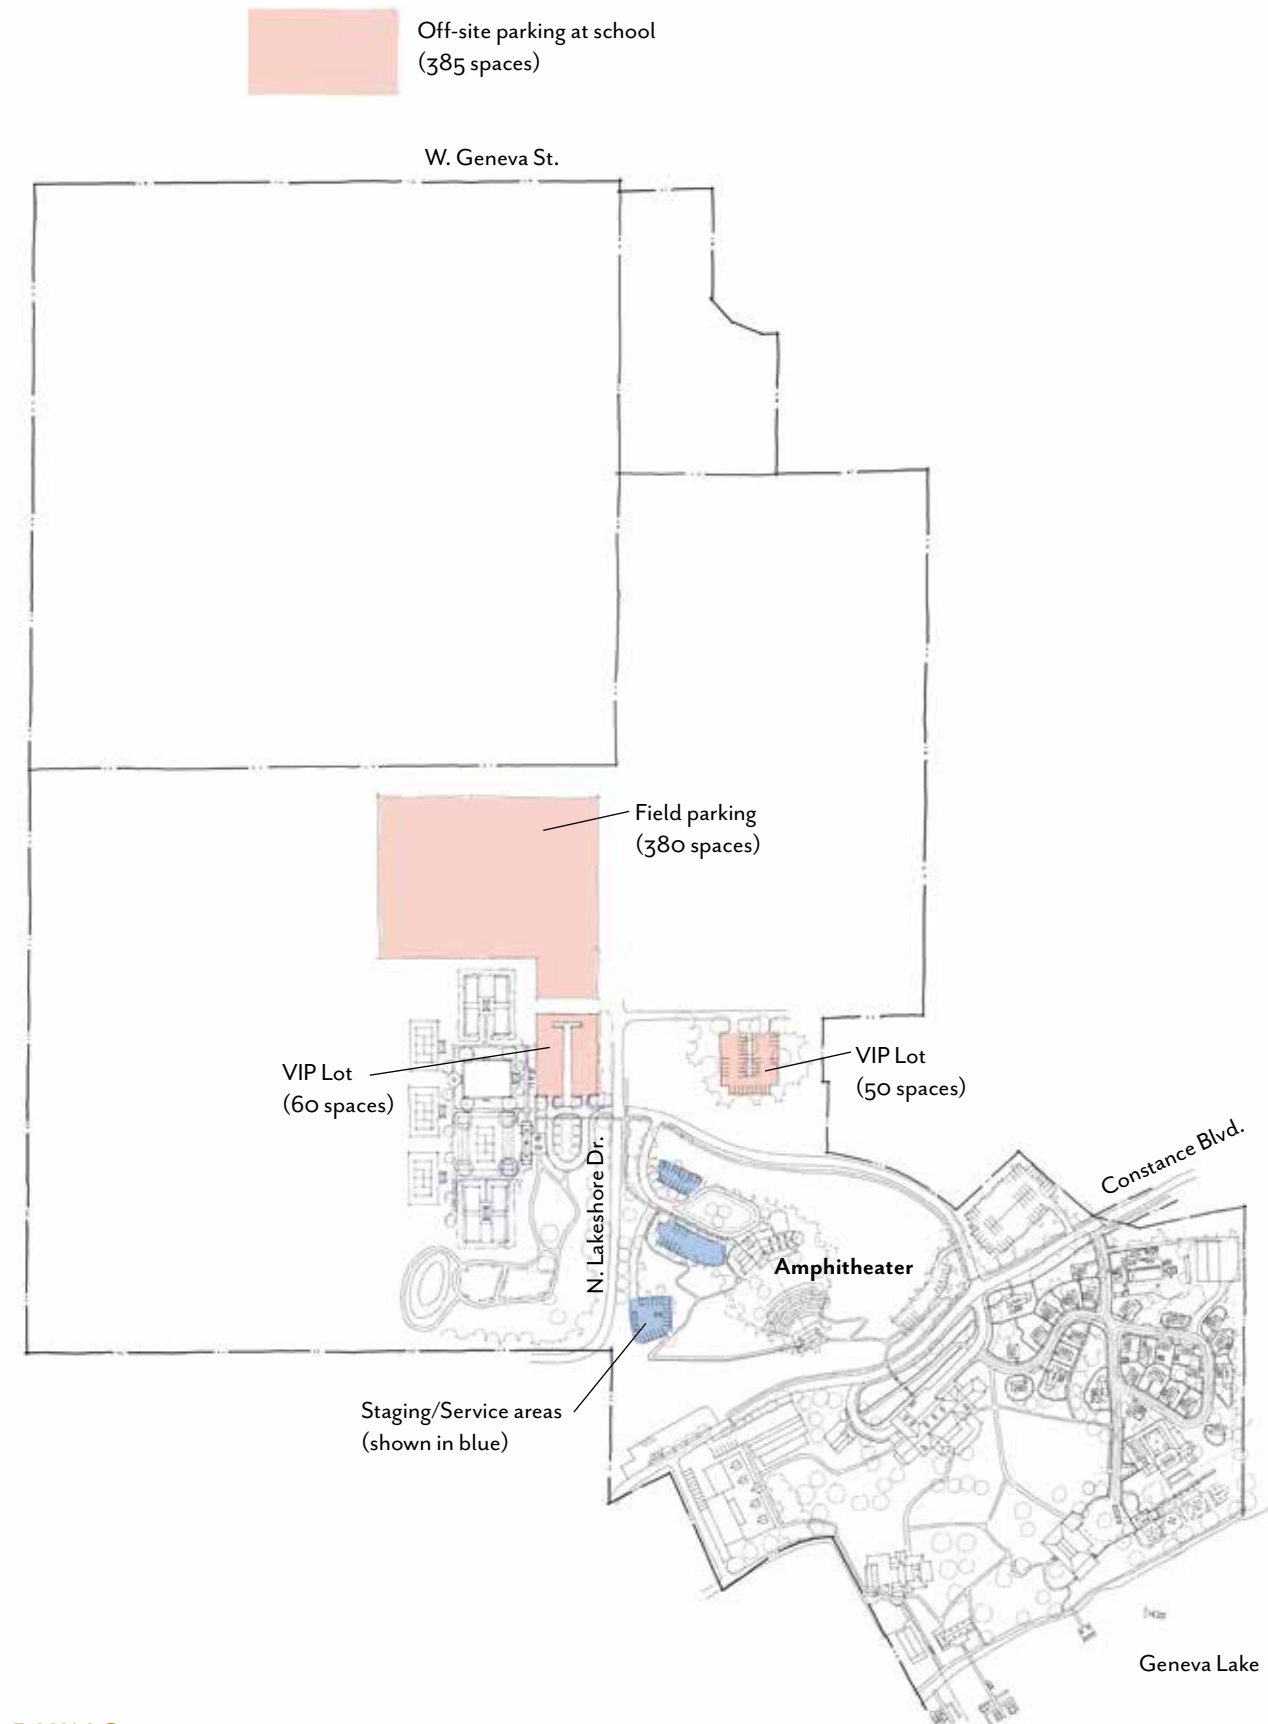 Off-site parking at school
(385 spaces)
W. Geneva St.
Field parking
(380 spaces)
VIP Lot
(50 spaces)
VIP Lot
(60 spaces)
Constance Blvd.
N. Lakeshore Dr.
Amphitheater
Staging/Service areas
(shown in blue)
Geneva Lake